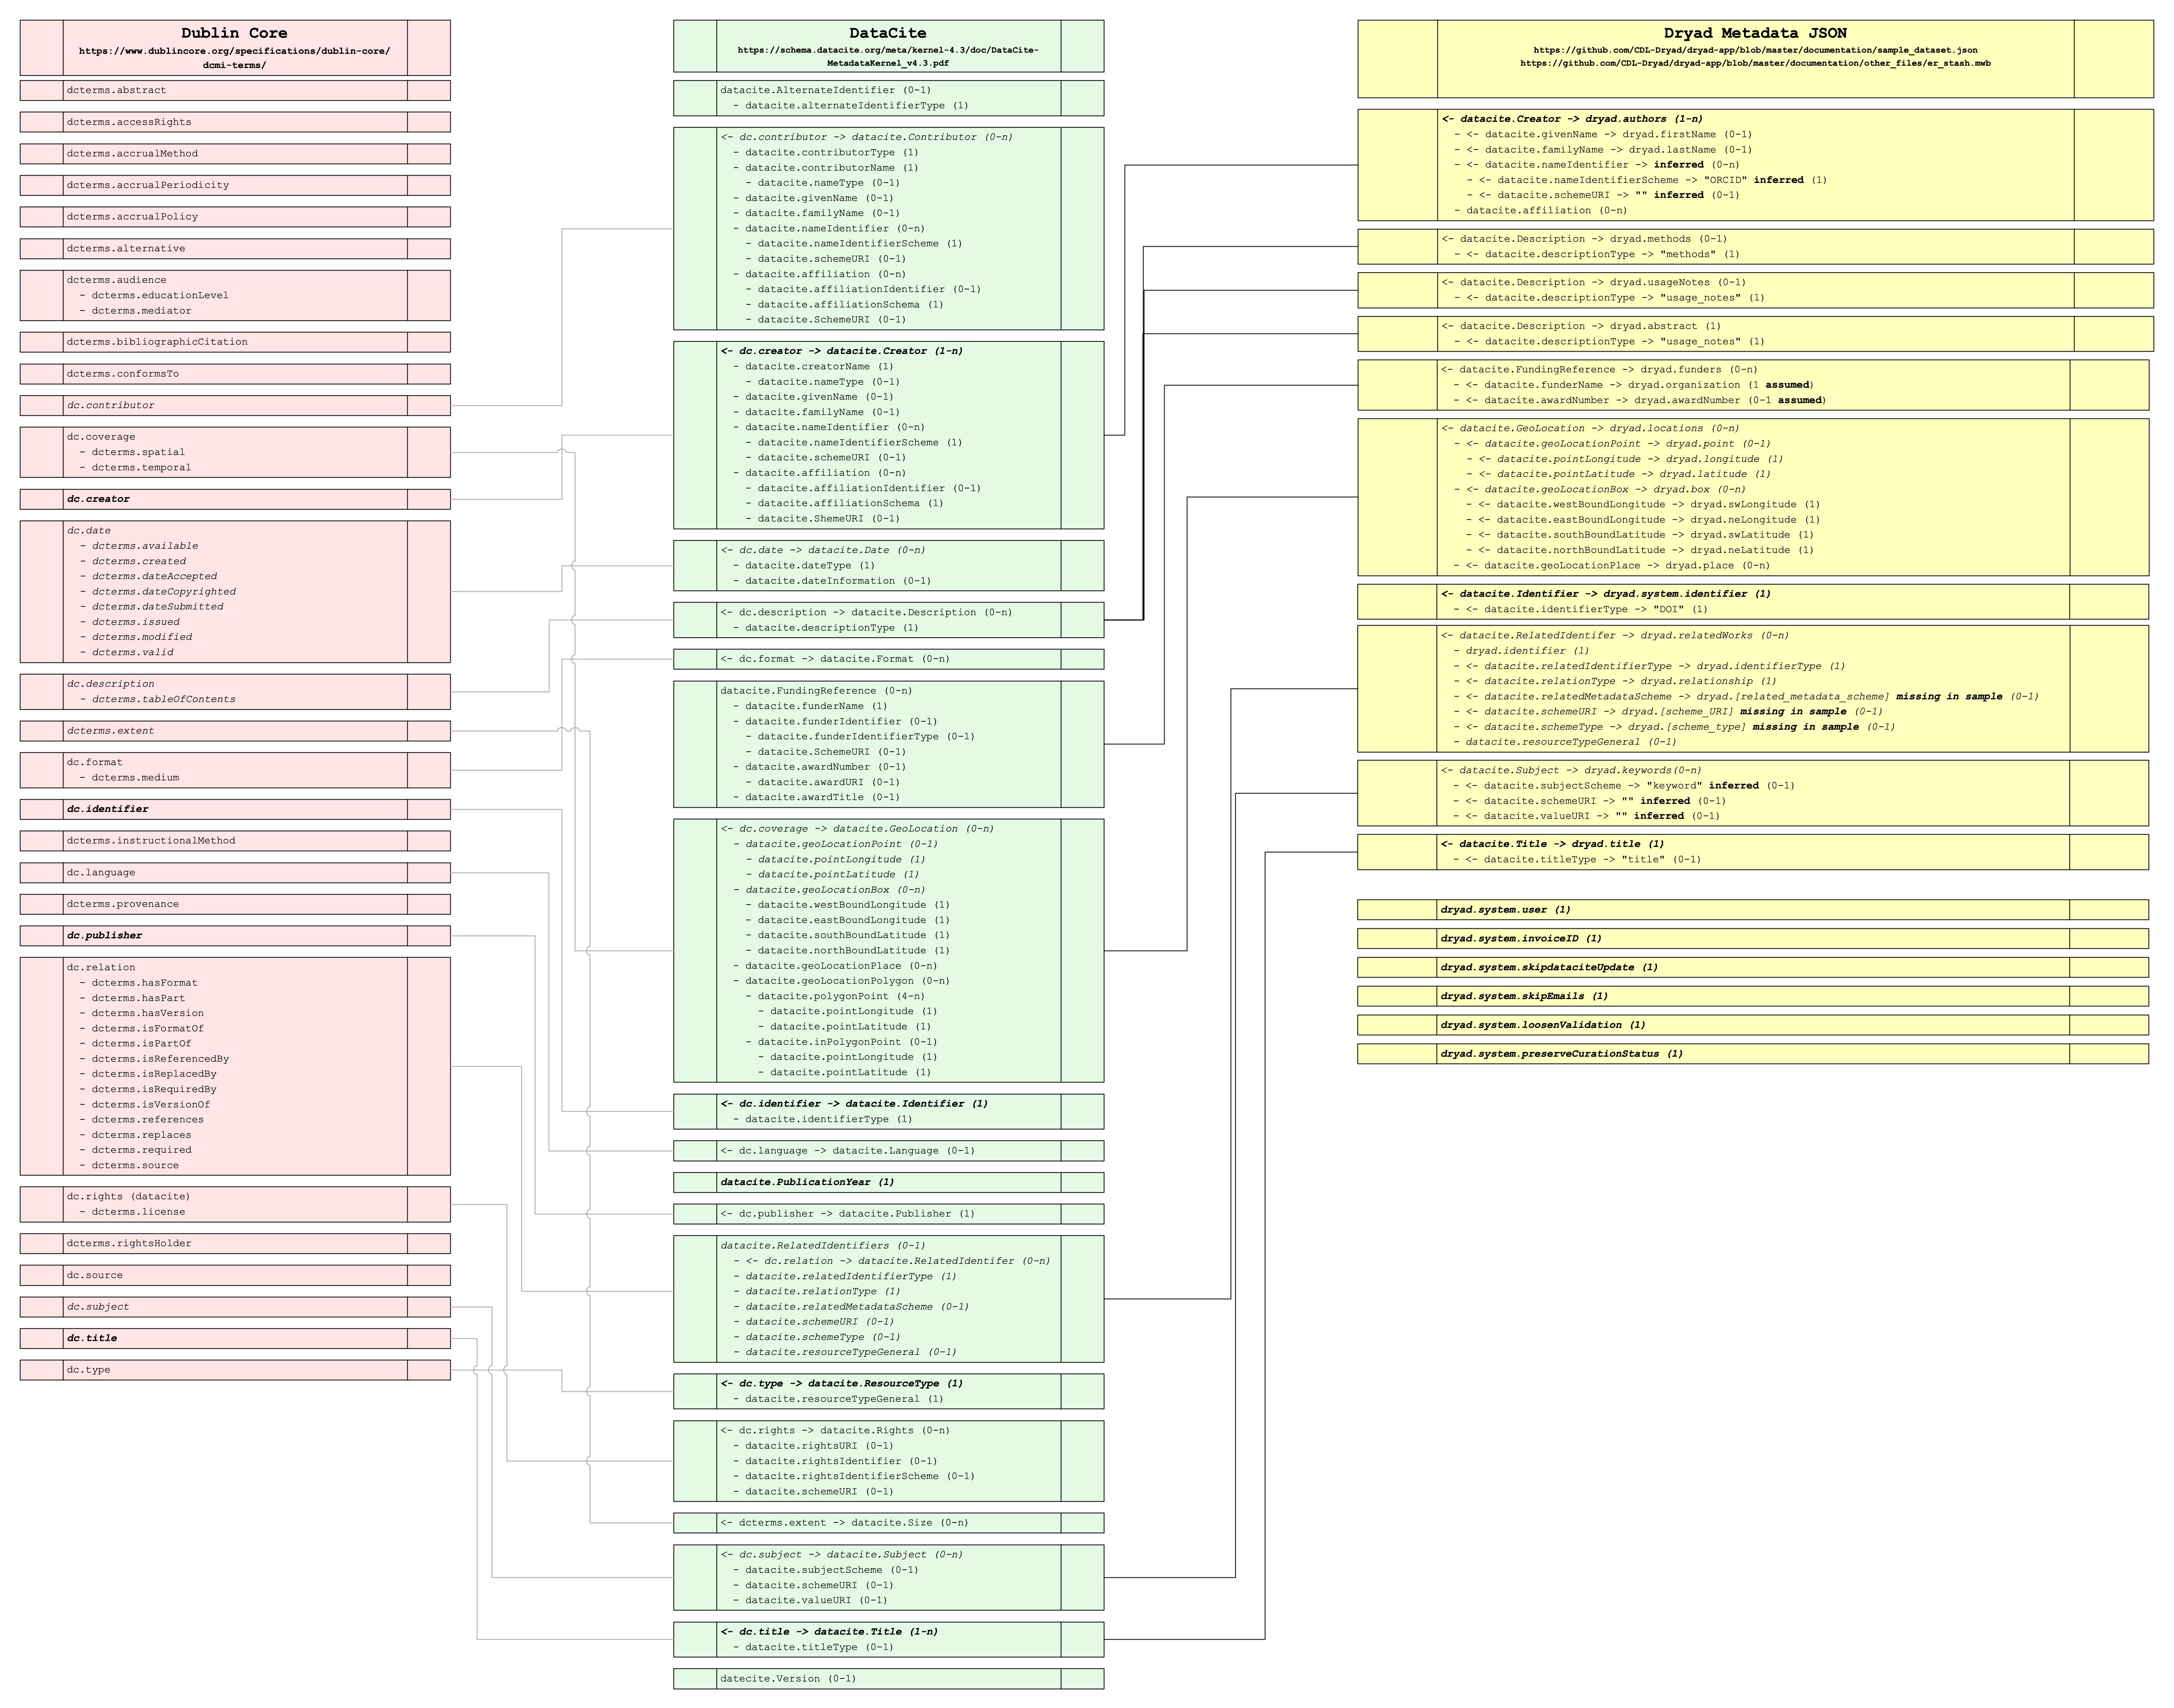 Dublin Core
https://www.dublincore.org/specifications/dublin-core/
dcmi-terms/
dcterms.abstract
dcterms.accessRights
dcterms.accrualMethod
dcterms.accrualPeriodicity
dcterms.accrualPolicy
dcterms.alternative
dcterms.audience
- dcterms.educationLevel
- dcterms.mediator
dcterms.bibliographicCitation
dcterms.conformsTo
dc.contributor
dc.coverage
- dcterms.spatial
- dcterms.temporal
dc.creator
dc.date
- dcterms.available
- dcterms.created
- dcterms.dateAccepted
- dcterms.dateCopyrighted
- dcterms.dateSubmitted
- dcterms.issued
- dcterms.modified
- dcterms.valid
dc.description
- dcterms.tableOfContents
dcterms.extent
dc.format
- dcterms.medium
dc.identifier
dcterms.instructionalMethod
dc.language
dcterms.provenance
dc.publisher
dc.relation
- dcterms.hasFormat
- dcterms.hasPart
- dcterms.hasVersion
- dcterms.isFormatOf
- dcterms.isPartOf
- dcterms.isReferencedBy
- dcterms.isReplacedBy
- dcterms.isRequiredBy
- dcterms.isVersionOf
- dcterms.references
- dcterms.replaces
- dcterms.required
- dcterms.source
dc.rights (datacite)
- dcterms.license
dcterms.rightsHolder
dc.source
dc.subject
dc.title
dc.type
DataCite
https://schema.datacite.org/meta/kernel-4.3/doc/DataCite-
MetadataKernel_v4.3.pdf
datacite.AlternateIdentifier (0-1)
- datacite.alternateIdentifierType (1)
<- dc.contributor -> datacite.Contributor (0-n)
- datacite.contributorType (1)
- datacite.contributorName (1)
- datacite.nameType (0-1)
- datacite.givenName (0-1)
- datacite.familyName (0-1)
- datacite.nameIdentifier (0-n)
- datacite.nameIdentifierScheme (1)
- datacite.schemeURI (0-1)
- datacite.affiliation (0-n)
- datacite.affiliationIdentifier (0-1)
- datacite.affiliationSchema (1)
- datacite.SchemeURI (0-1)
<- dc.creator -> datacite.Creator (1-n)
- datacite.creatorName (1)
- datacite.nameType (0-1)
- datacite.givenName (0-1)
- datacite.familyName (0-1)
- datacite.nameIdentifier (0-n)
- datacite.nameIdentifierScheme (1)
- datacite.schemeURI (0-1)
- datacite.affiliation (0-n)
- datacite.affiliationIdentifier (0-1)
- datacite.affiliationSchema (1)
- datacite.ShemeURI (0-1)
<- dc.date -> datacite.Date (0-n)
- datacite.dateType (1)
- datacite.dateInformation (0-1)
<- dc.description -> datacite.Description (0-n)
- datacite.descriptionType (1)
<- dc.format -> datacite.Format (0-n)
datacite.FundingReference (0-n)
- datacite.funderName (1)
- datacite.funderIdentifier (0-1)
- datacite.funderIdentifierType (0-1)
- datacite.SchemeURI (0-1)
- datacite.awardNumber (0-1)
- datacite.awardURI (0-1)
- datacite.awardTitle (0-1)
<- dc.coverage -> datacite.GeoLocation (0-n)
- datacite.geoLocationPoint (0-1)
- datacite.pointLongitude (1)
- datacite.pointLatitude (1)
- datacite.geoLocationBox (0-n)
- datacite.westBoundLongitude (1)
- datacite.eastBoundLongitude (1)
- datacite.southBoundLatitude (1)
- datacite.northBoundLatitude (1)
- datacite.geoLocationPlace (0-n)
- datacite.geoLocationPolygon (0-n)
- datacite.polygonPoint (4-n)
- datacite.pointLongitude (1)
- datacite.pointLatitude (1)
- datacite.inPolygonPoint (0-1)
- datacite.pointLongitude (1)
- datacite.pointLatitude (1)
<- dc.identifier -> datacite.Identifier (1)
- datacite.identifierType (1)
<- dc.language -> datacite.Language (0-1)
datacite.PublicationYear (1)
<- dc.publisher -> datacite.Publisher (1)
datacite.RelatedIdentifiers (0-1)
- <- dc.relation -> datacite.RelatedIdentifer (0-n)
- datacite.relatedIdentifierType (1)
- datacite.relationType (1)
- datacite.relatedMetadataScheme (0-1)
- datacite.schemeURI (0-1)
- datacite.schemeType (0-1)
- datacite.resourceTypeGeneral (0-1)
<- dc.type -> datacite.ResourceType (1)
- datacite.resourceTypeGeneral (1)
<- dc.rights -> datacite.Rights (0-n)
- datacite.rightsURI (0-1)
- datacite.rightsIdentifier (0-1)
- datacite.rightsIdentifierScheme (0-1)
- datacite.schemeURI (0-1)
<- dcterms.extent -> datacite.Size (0-n)
<- dc.subject -> datacite.Subject (0-n)
- datacite.subjectScheme (0-1)
- datacite.schemeURI (0-1)
- datacite.valueURI (0-1)
<- dc.title -> datacite.Title (1-n)
- datacite.titleType (0-1)
datecite.Version (0-1)
Dryad Metadata JSON
https://github.com/CDL-Dryad/dryad-app/blob/master/documentation/sample_dataset.json
https://github.com/CDL-Dryad/dryad-app/blob/master/documentation/other_files/er_stash.mwb
<- datacite.Creator -> dryad.authors (1-n)
- <- datacite.givenName -> dryad.firstName (0-1)
- <- datacite.familyName -> dryad.lastName (0-1)
- <- datacite.nameIdentifier -> inferred (0-n)
- <- datacite.nameIdentifierScheme -> "ORCID" inferred (1)
- <- datacite.schemeURI -> "" inferred (0-1)
- datacite.affiliation (0-n)
<- datacite.Description -> dryad.methods (0-1)
- <- datacite.descriptionType -> "methods" (1)
<- datacite.Description -> dryad.usageNotes (0-1)
- <- datacite.descriptionType -> "usage_notes" (1)
<- datacite.Description -> dryad.abstract (1)
- <- datacite.descriptionType -> "usage_notes" (1)
<- datacite.FundingReference -> dryad.funders (0-n)
- <- datacite.funderName -> dryad.organization (1 assumed)
- <- datacite.awardNumber -> dryad.awardNumber (0-1 assumed)
<- datacite.GeoLocation -> dryad.locations (0-n)
- <- datacite.geoLocationPoint -> dryad.point (0-1)
- <- datacite.pointLongitude -> dryad.longitude (1)
- <- datacite.pointLatitude -> dryad.latitude (1)
- <- datacite.geoLocationBox -> dryad.box (0-n)
- <- datacite.westBoundLongitude -> dryad.swLongitude (1)
- <- datacite.eastBoundLongitude -> dryad.neLongitude (1)
- <- datacite.southBoundLatitude -> dryad.swLatitude (1)
- <- datacite.northBoundLatitude -> dryad.neLatitude (1)
- <- datacite.geoLocationPlace -> dryad.place (0-n)
<- datacite.Identifier -> dryad.system.identifier (1)
- <- datacite.identifierType -> "DOI" (1)
<- datacite.RelatedIdentifer -> dryad.relatedWorks (0-n)
- dryad.identifier (1)
- <- datacite.relatedIdentifierType -> dryad.identifierType (1)
- <- datacite.relationType -> dryad.relationship (1)
- <- datacite.relatedMetadataScheme -> dryad.[related_metadata_scheme] missing in sample (0-1)
- <- datacite.schemeURI -> dryad.[scheme_URI] missing in sample (0-1)
- <- datacite.schemeType -> dryad.[scheme_type] missing in sample (0-1)
- datacite.resourceTypeGeneral (0-1)
<- datacite.Subject -> dryad.keywords(0-n)
- <- datacite.subjectScheme -> "keyword" inferred (0-1)
- <- datacite.schemeURI -> "" inferred (0-1)
- <- datacite.valueURI -> "" inferred (0-1)
<- datacite.Title -> dryad.title (1)
- <- datacite.titleType -> "title" (0-1)
dryad.system.user (1)
dryad.system.invoiceID (1)
dryad.system.skipdataciteUpdate (1)
dryad.system.skipEmails (1)
dryad.system.loosenValidation (1)
dryad.system.preserveCurationStatus (1)